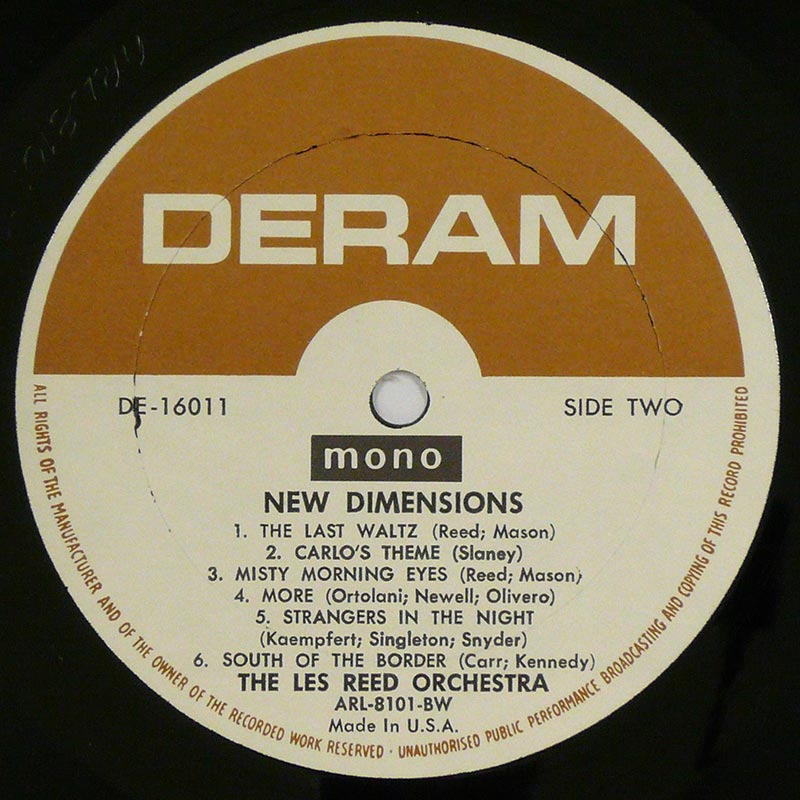 DERAM
DE-16011
SIDE TWO
mono
NEW DIMENSIONS
1. THE LAST WALTZ (Reed; Mason)
2. CARLO'S THEME (Slaney)
3. MISTY MORNING EYES (Reed; Mason)
4. MORE (Ortolani; Newell; Olivero)
5. STRANGERS IN THE NIGHT
(Kaempfert; Singleton; Snyder)
6. SOUTH OF THE BORDER (Carr; Kennedy)
THE LES REED ORCHESTRA
ARL-8101-BW
Made In U.S.A.
ALL RIGHTS OF THE MANUFACTURER AND OF THE OWNER OF THE RECORDED WORK RESERVED · UNAUTHORISED PUBLIC PERFORMANCE BROADCASTING AND COPYING OF THIS RECORD PROHIBITED